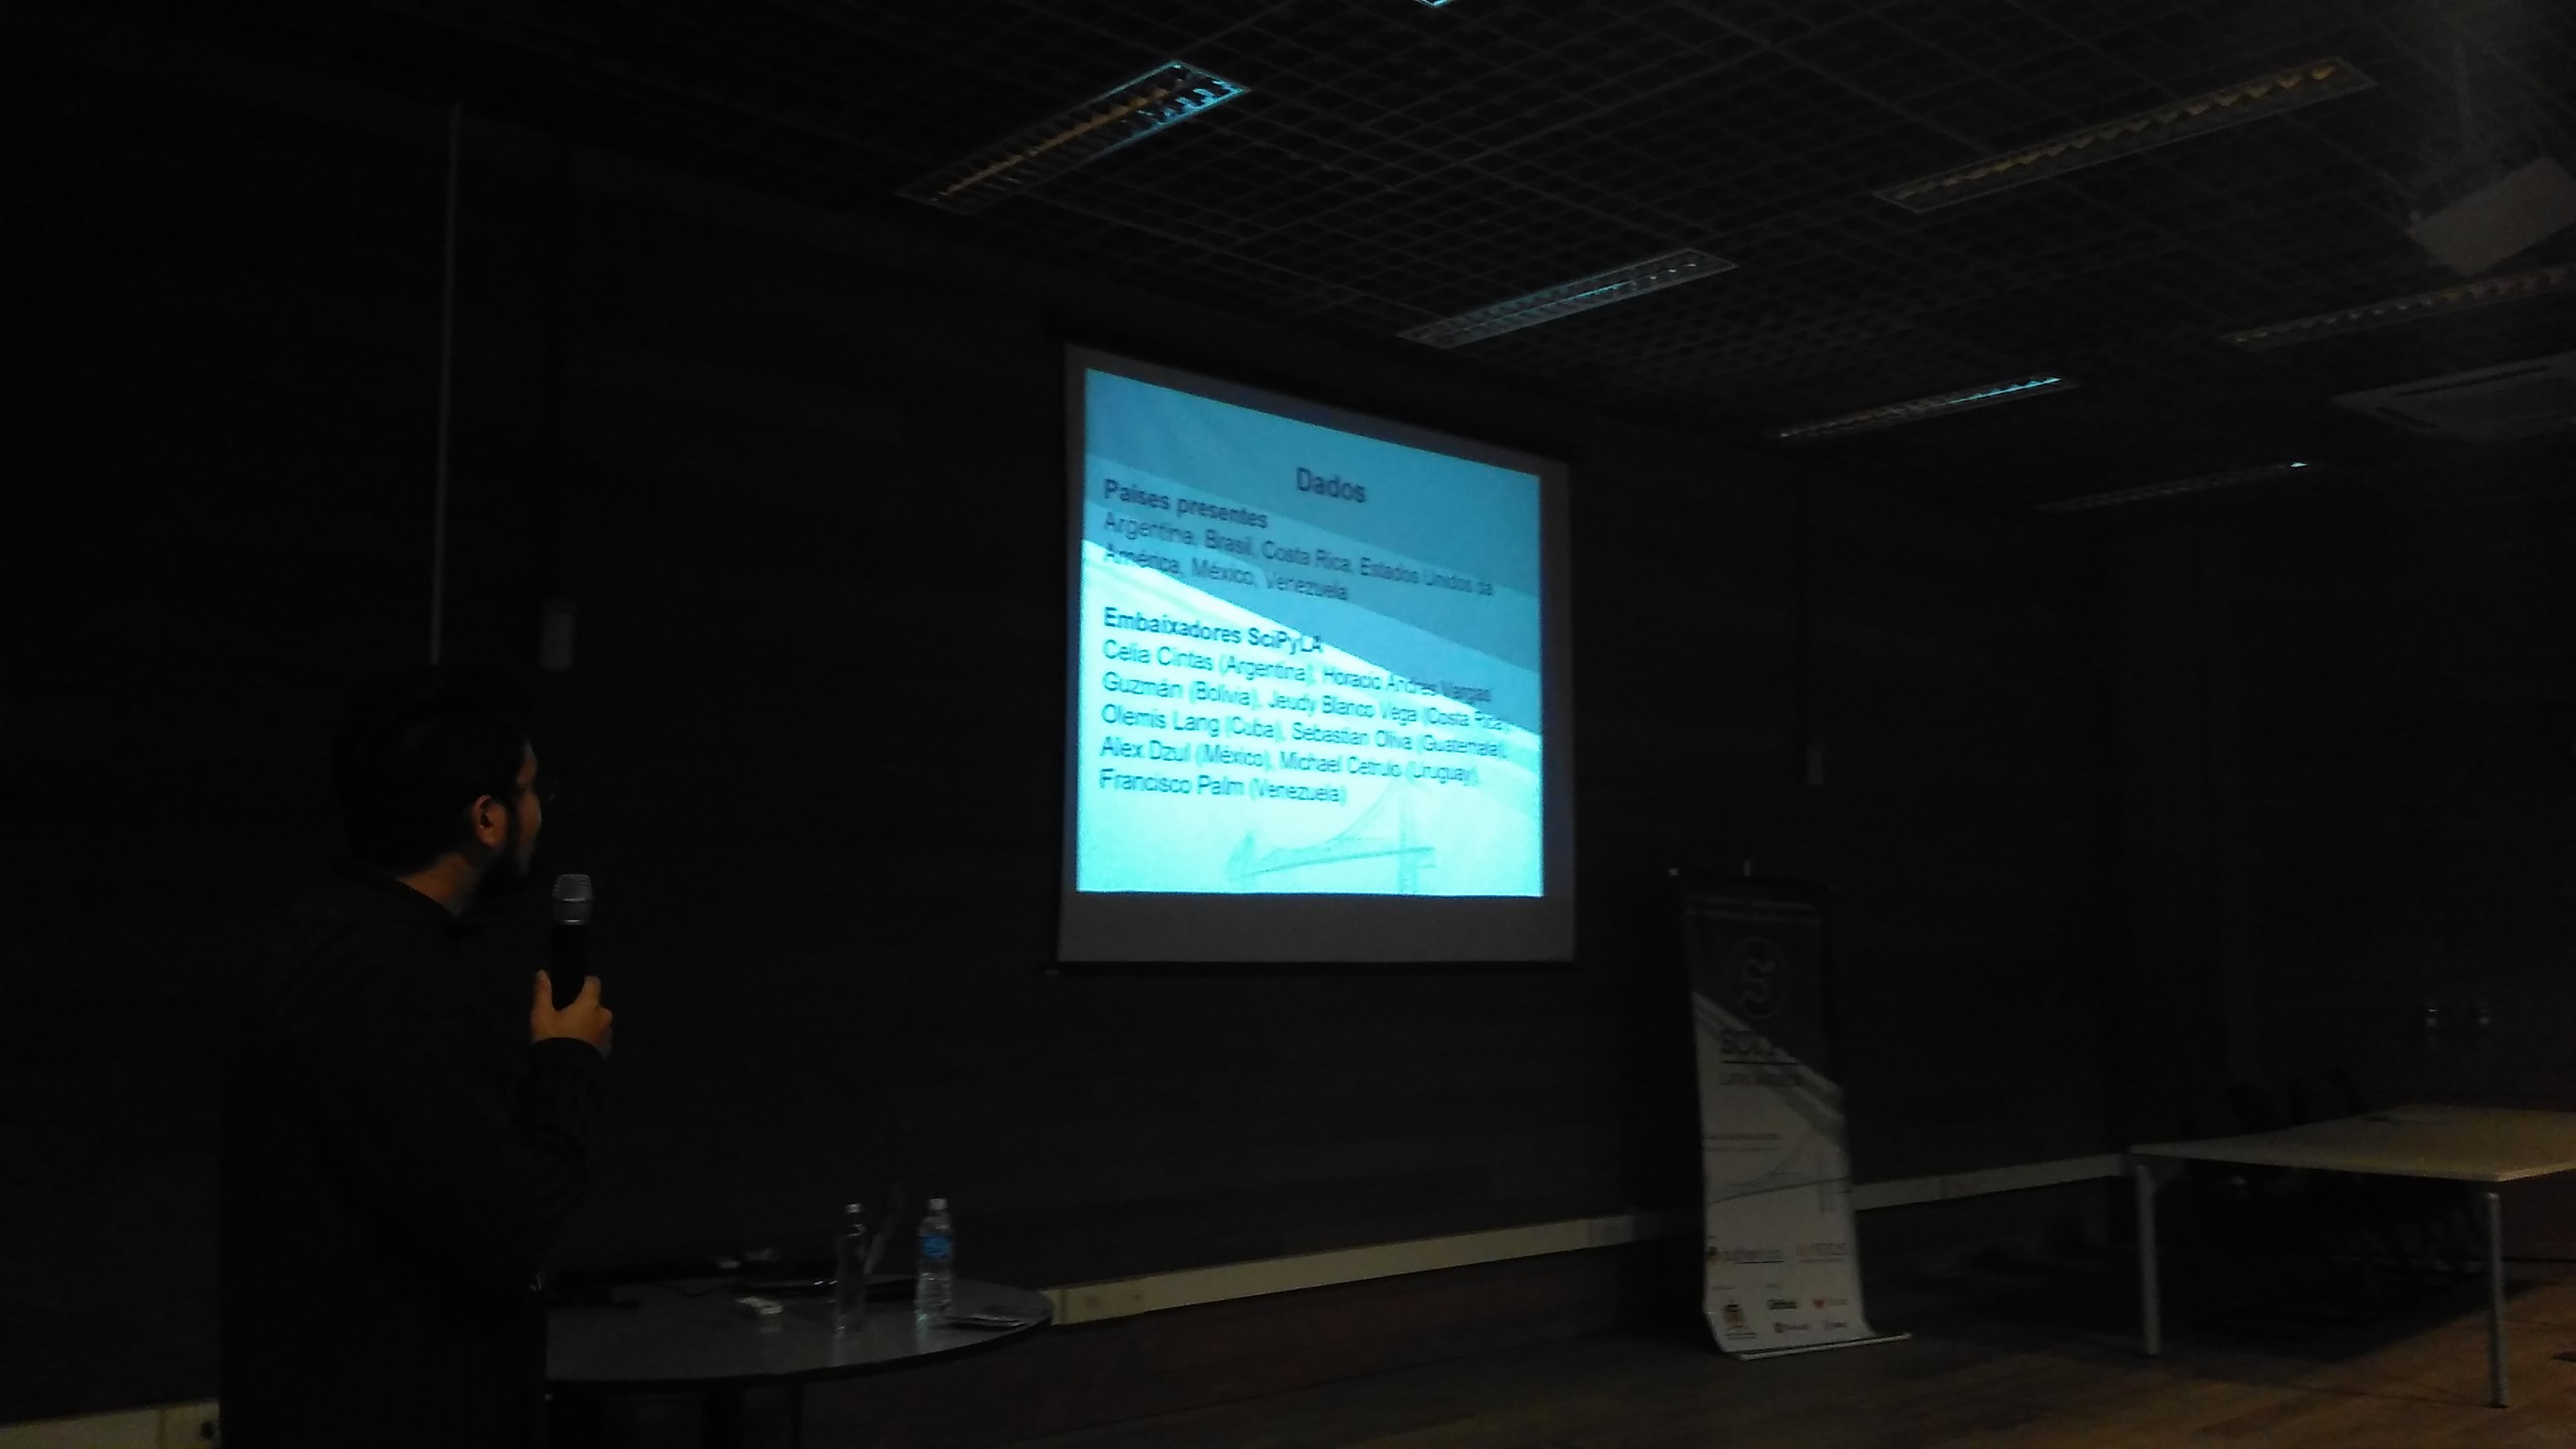 Dados
Países presentes
Argentina, Brasil, Costa Rica, Estados Unidos da
América, México, Venezuela
Embaixadores SciPyLA
Celia Cintas (Argentina), Horacio Andrés Vargas
Guzmán (Bolívia), Jeudy Blanco Vega (Costa Rica),
Olemis Lang (Cuba), Sebastian Oliva (Guatemala),
Alex Dzul (México), Michael Cetrulo (Uruguay),
Francisco Palm (Venezuela)